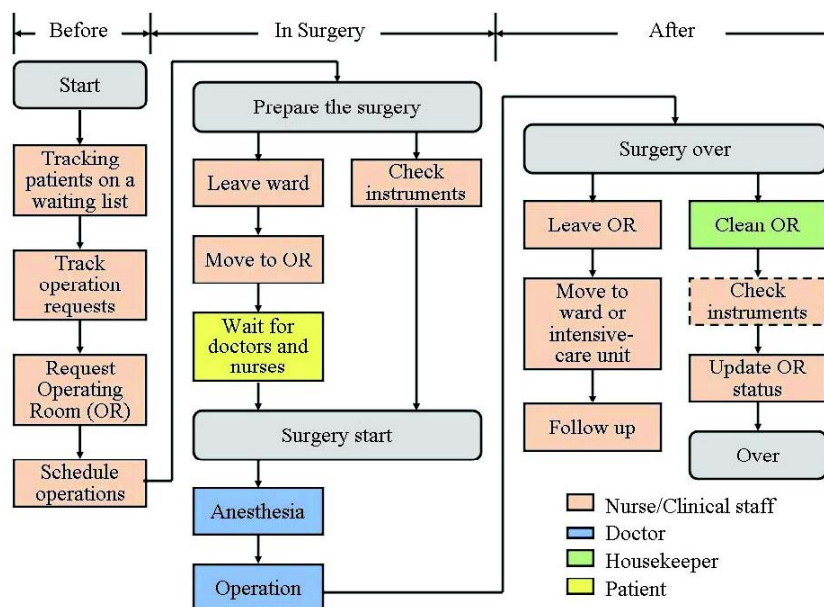 Before
In Surgery
After
Start
Tracking
patients on a
waiting list
Track
operation
requests
Request
Operating
Room (OR)
Schedule
operations
Prepare the surgery
Leave ward
Check
instruments
Move to OR
Wait for
doctors and
nurses
Surgery start
Anesthesia
Operation
Surgery over
Leave OR
Clean OR
Move to
ward or
intensive-
care unit
Check
instruments
Follow up
Update OR
status
Over
Nurse/Clinical staff
Doctor
Housekeeper
Patient